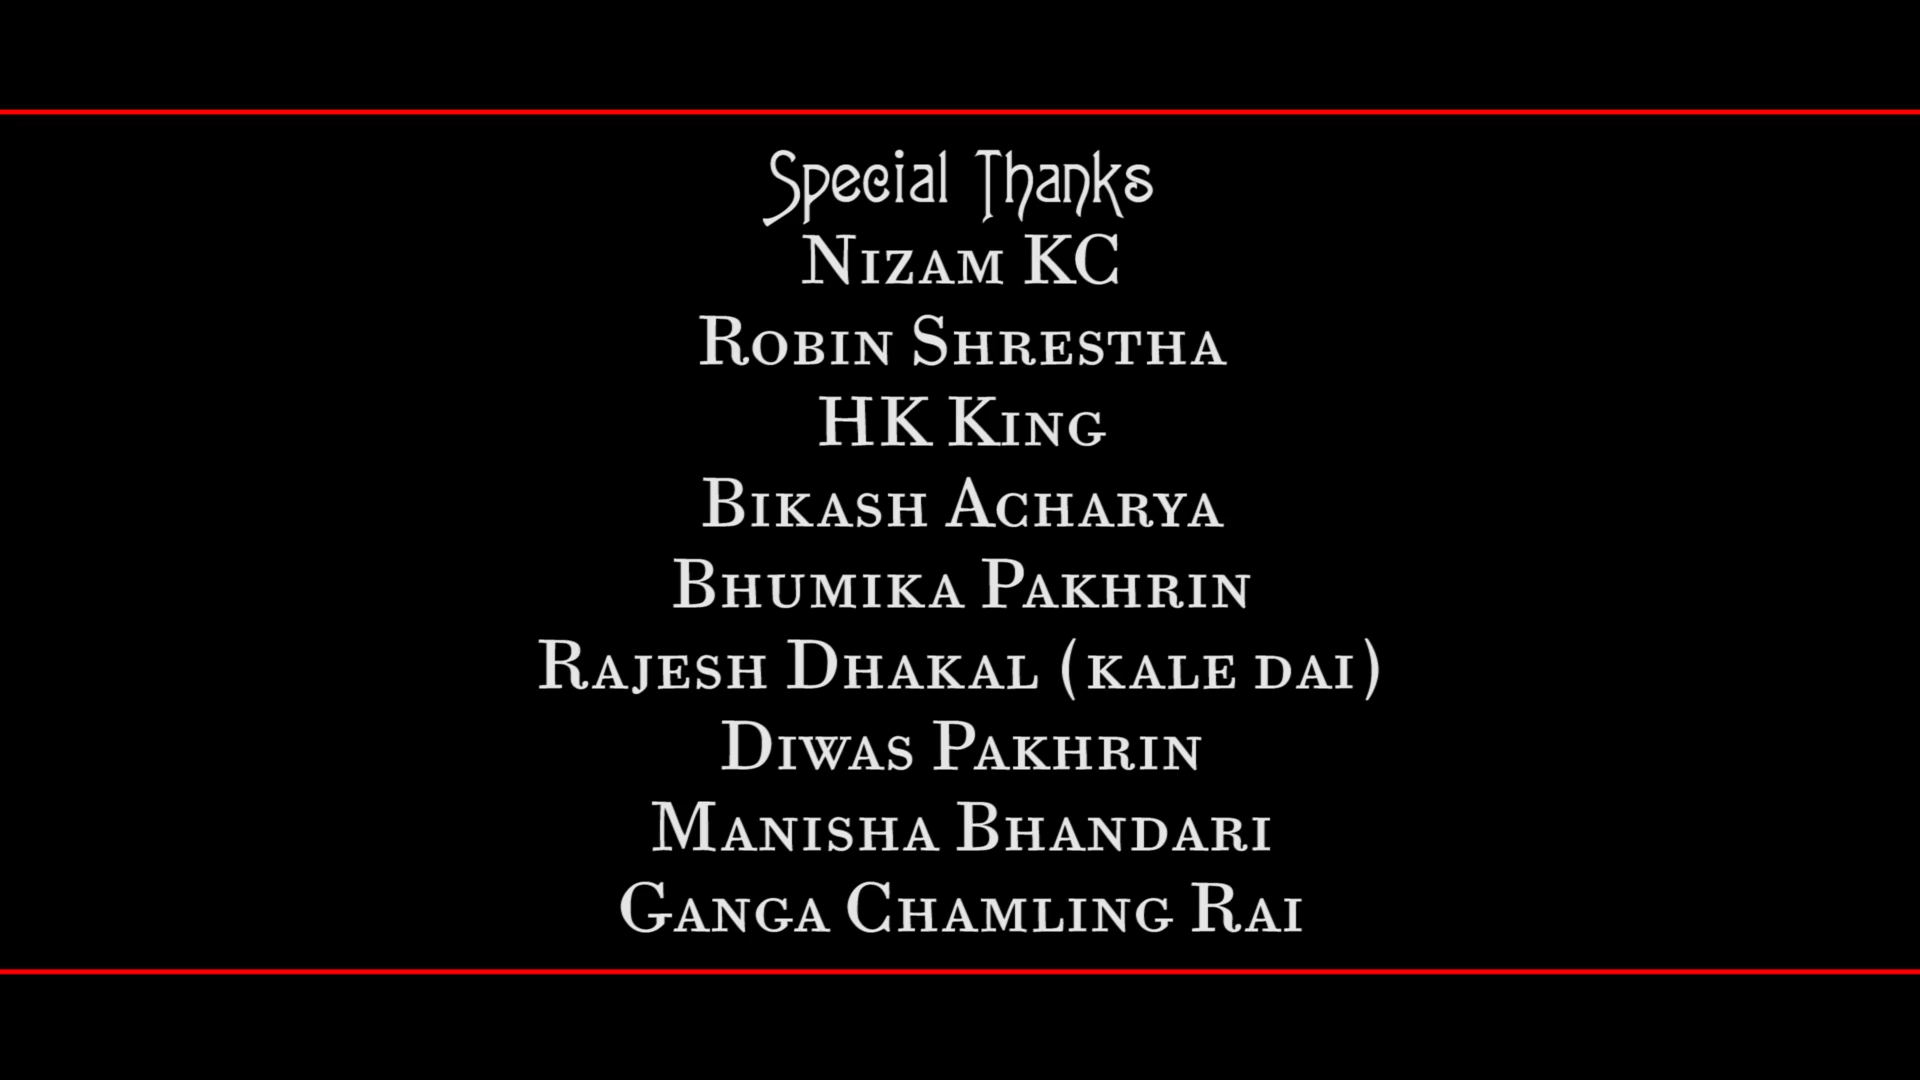 Special Thanks
Nizam KC
Robin Shrestha
HK King
Bikash Acharya
Bhumika Pakhrin
Rajesh Dhakal (kale dai)
Diwas Pakhrin
Manisha Bhandari
Ganga Chamling Rai